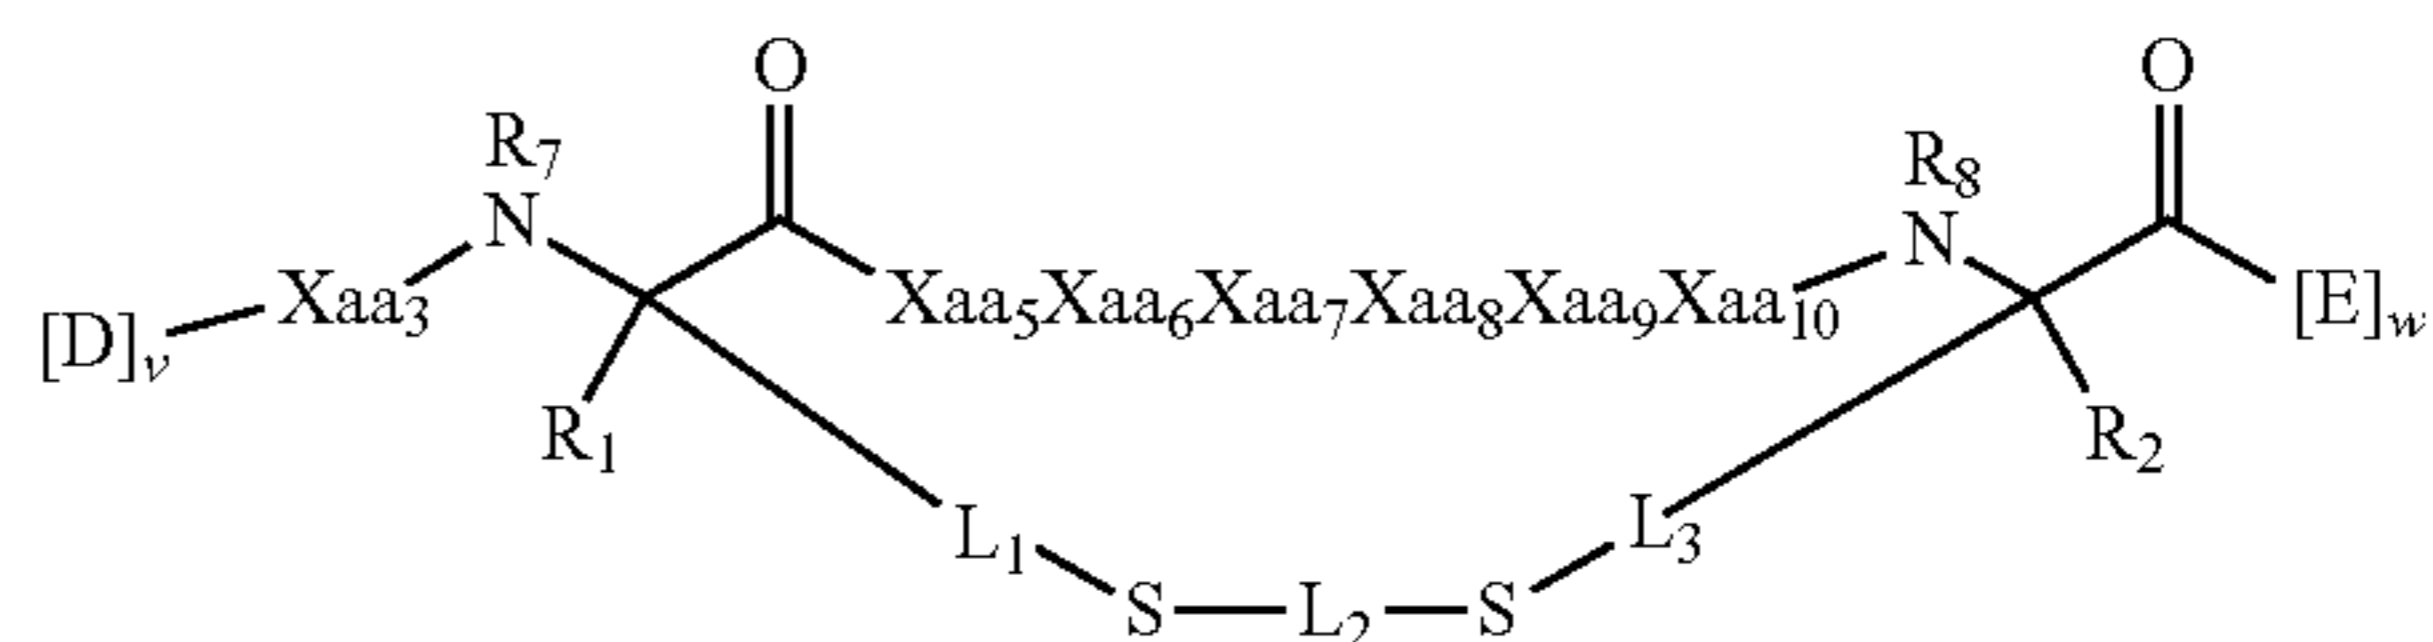 O O
R₇ R₈
N N
[D]ᵥ Xaa₃ Xaa₅Xaa₆Xaa₇Xaa₈Xaa₉Xaa₁₀ [E]w
R₁ R₂
L₁ L₃
S L₂ S